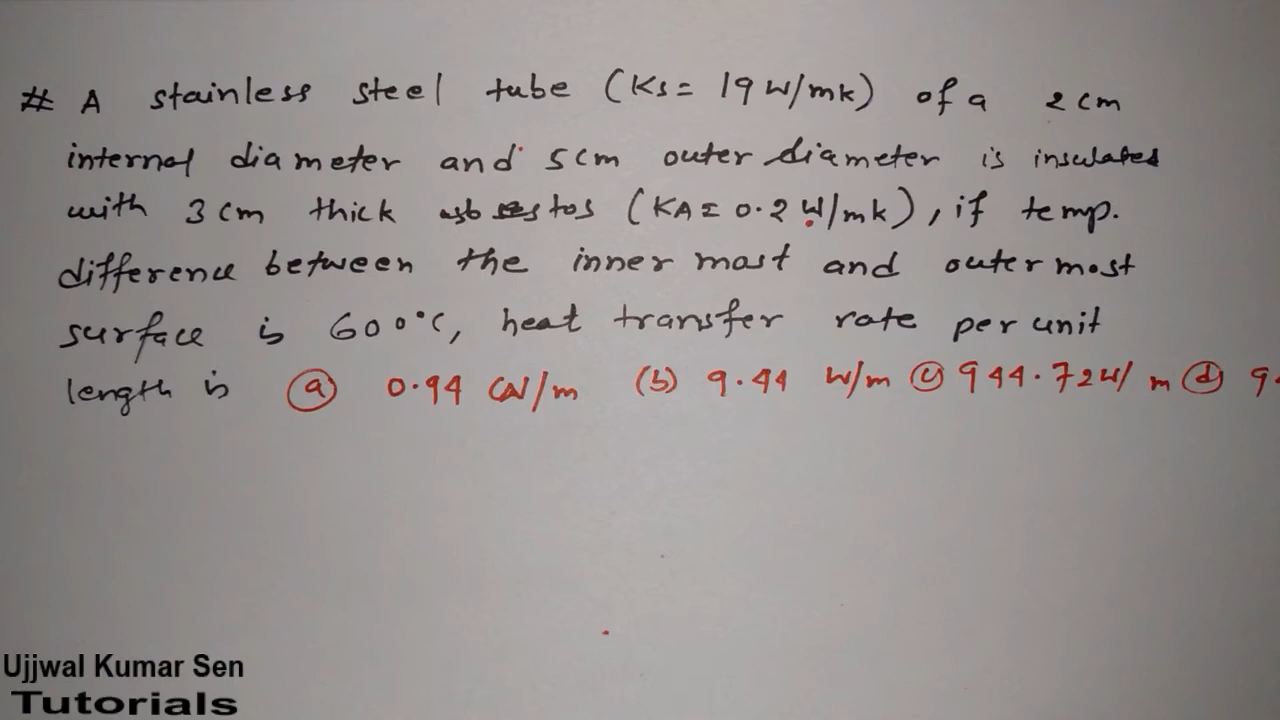 # A stainless steel tube (Ks = 19 W/mk) of a 2 cm
internal diameter and 5cm outer diameter is insulated
with 3 cm thick asbestos (KA = 0.2 W/mk), if temp.
difference between the inner most and outer most
surface is 600°C, heat transfer rate per unit
length is (a) 0.94 W/m (b) 9.44 W/m (c) 944.72 W/m (d) 9.
Ujjwal Kumar Sen
Tutorials